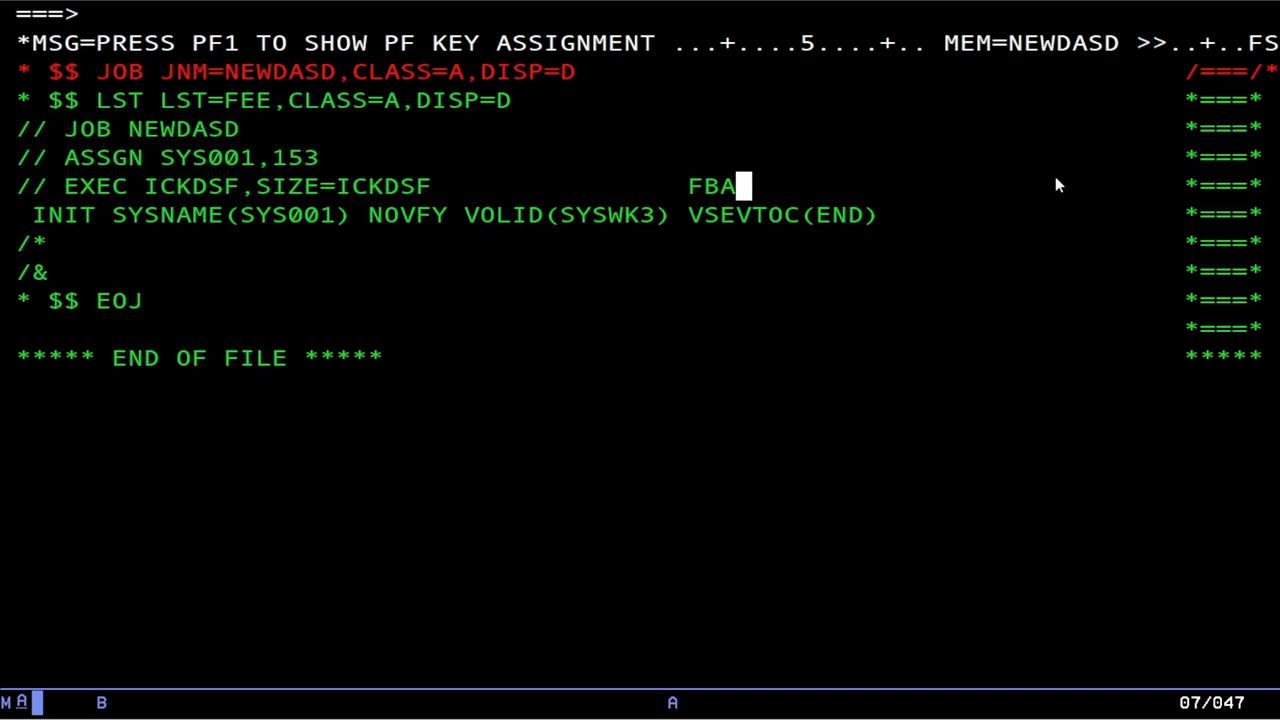 ===>
*MSG=PRESS PF1 TO SHOW PF KEY ASSIGNMENT ...+....5....+.. MEM=NEWDASD >>..+..FS
* $$ JOB JNM=NEWDASD,CLASS=A,DISP=D /===/*
* $$ LST LST=FEE,CLASS=A,DISP=D *===*
// JOB NEWDASD *===*
// ASSGN SYS001,153 *===*
// EXEC ICKDSF,SIZE=ICKDSF FBA *===*
INIT SYSNAME(SYS001) NOVFY VOLID(SYSWK3) VSEVTOC(END) *===*
/* *===*
/& *===*
* $$ EOJ *===*
*===*
***** END OF FILE ***** *****
M A B A 07/047